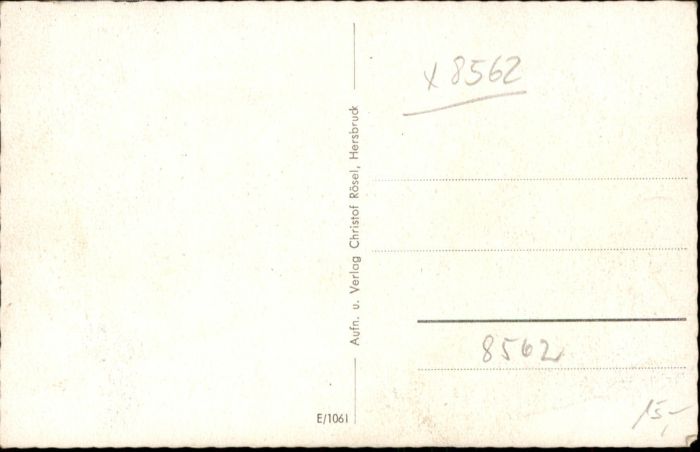 x 8562
Aufn. u. Verlag Christof Rösel, Hersbruck
8562
E/1061
15,-